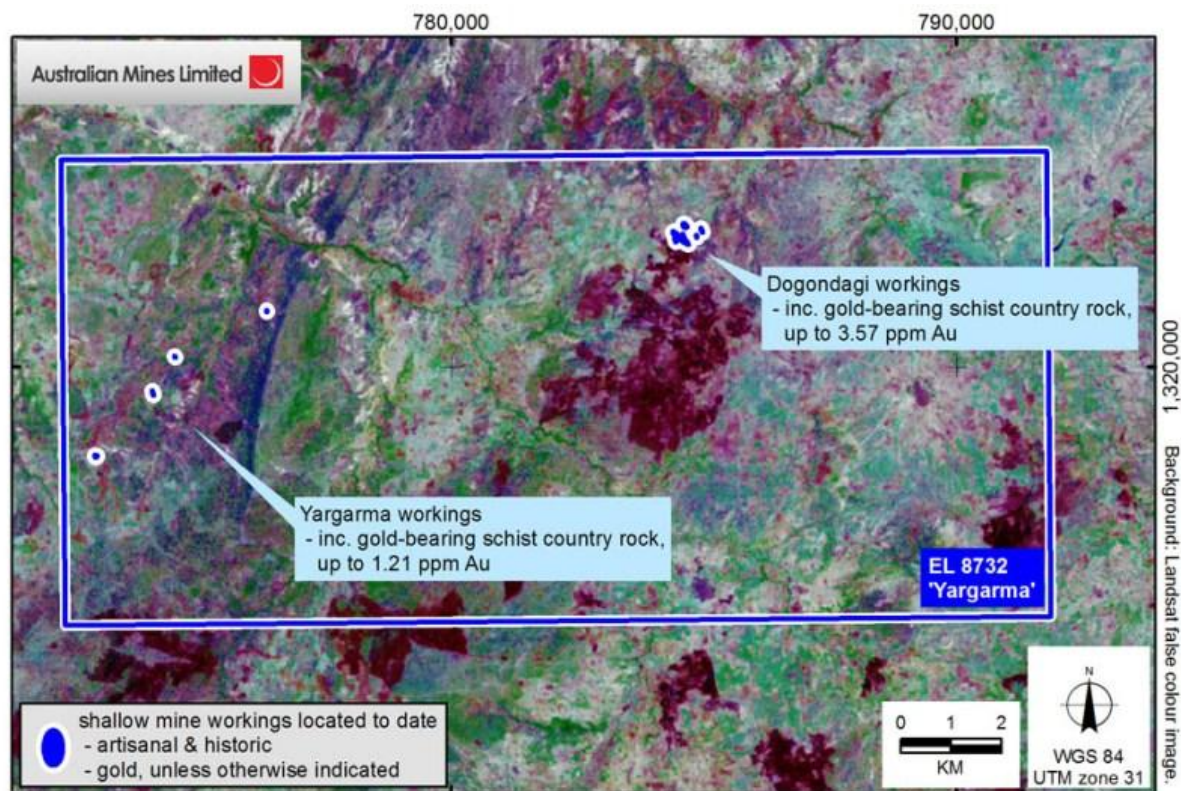 780,000
790,000
Australian Mines Limited
Dogondagi workings
- inc. gold-bearing schist country rock,
up to 3.57 ppm Au
1,320,000
Yargarma workings
- inc. gold-bearing schist country rock,
up to 1.21 ppm Au
EL 8732
'Yargarma'
shallow mine workings located to date
- artisanal & historic
- gold, unless otherwise indicated
0 1 2
KM
N
WGS 84
UTM zone 31
Background: Landsat false colour image.